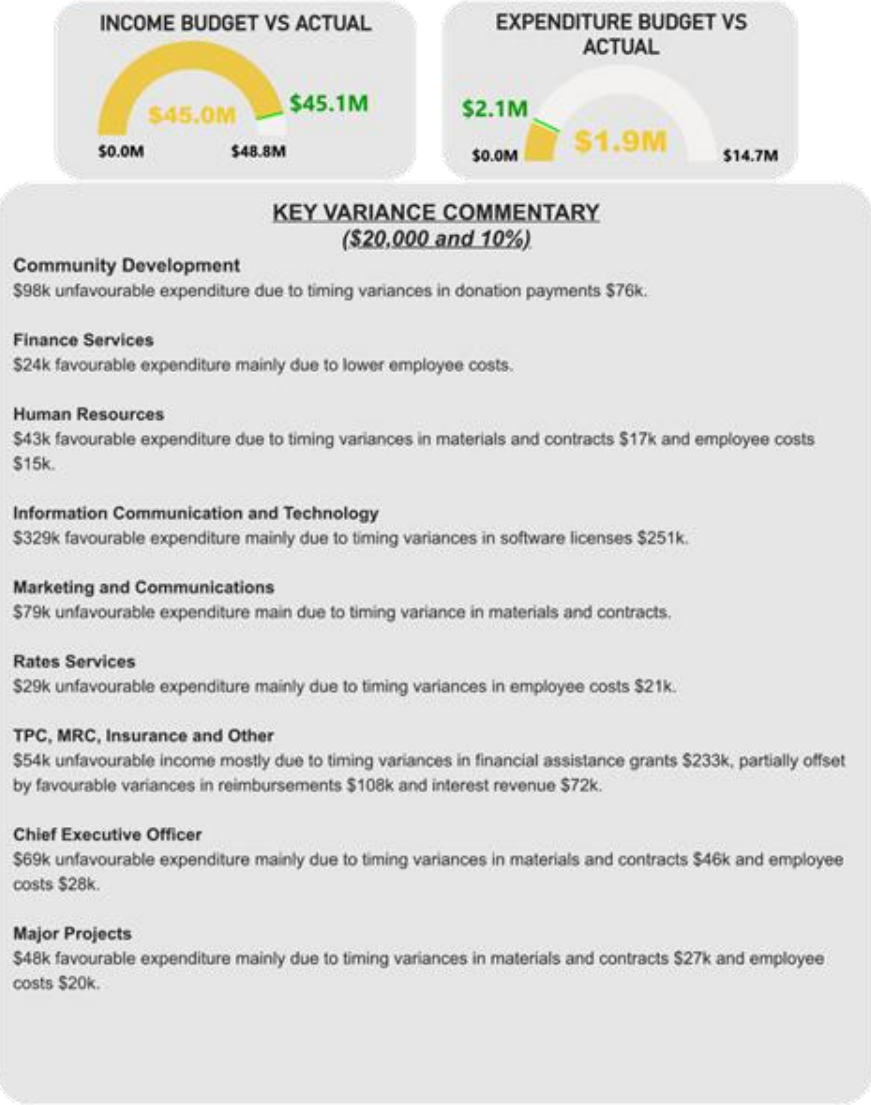 INCOME BUDGET VS ACTUAL
$45.0M
$45.1M
$0.0M
$48.8M
EXPENDITURE BUDGET VS
ACTUAL
$2.1M
$1.9M
$0.0M
$14.7M
KEY VARIANCE COMMENTARY
($20,000 and 10%)
Community Development
$98k unfavourable expenditure due to timing variances in donation payments $76k.
Finance Services
$24k favourable expenditure mainly due to lower employee costs.
Human Resources
$43k favourable expenditure due to timing variances in materials and contracts $17k and employee costs
$15k.
Information Communication and Technology
$329k favourable expenditure mainly due to timing variances in software licenses $251k.
Marketing and Communications
$79k unfavourable expenditure main due to timing variance in materials and contracts.
Rates Services
$29k unfavourable expenditure mainly due to timing variances in employee costs $21k.
TPC, MRC, Insurance and Other
$54k unfavourable income mostly due to timing variances in financial assistance grants $233k, partially offset
by favourable variances in reimbursements $108k and interest revenue $72k.
Chief Executive Officer
$69k unfavourable expenditure mainly due to timing variances in materials and contracts $46k and employee
costs $28k.
Major Projects
$48k favourable expenditure mainly due to timing variances in materials and contracts $27k and employee
costs $20k.